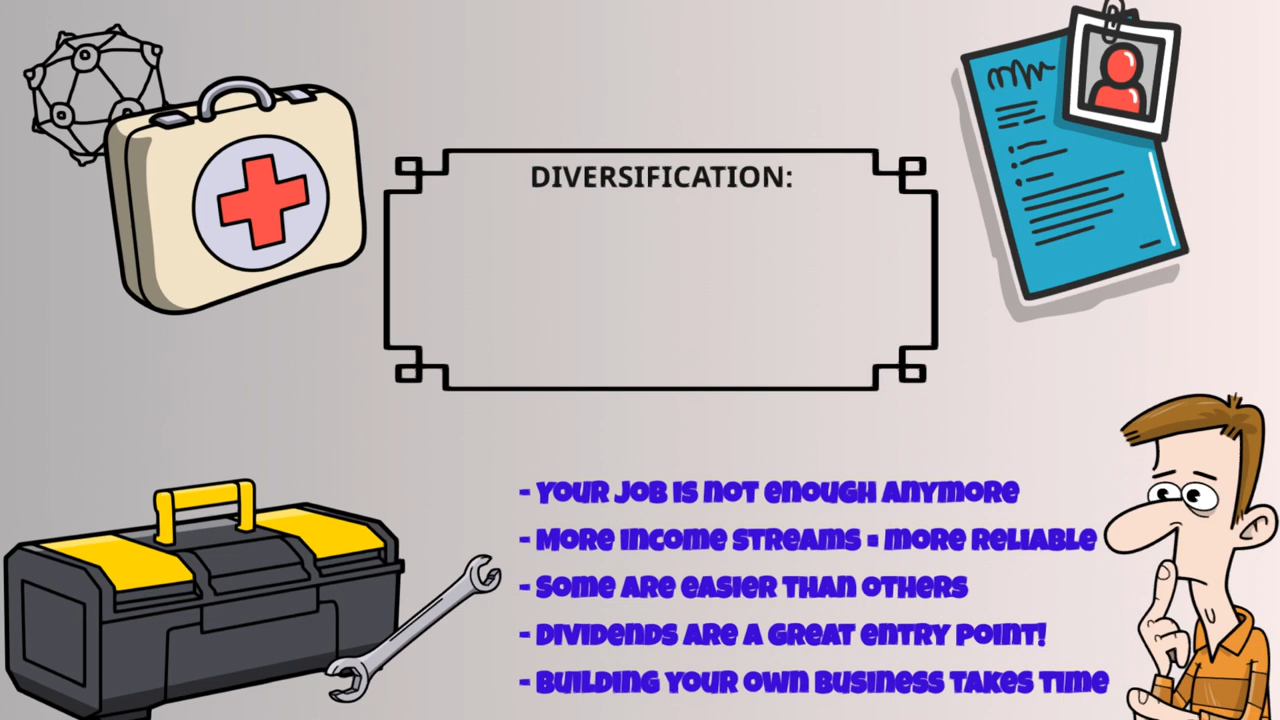 DIVERSIFICATION:
- YOUR JOB IS NOT ENOUGH ANYMORE
- MORE INCOME STREAMS = MORE RELIABLE
- SOME ARE EASIER THAN OTHERS
- DIVIDENDS ARE A GREAT ENTRY POINT!
- BUILDING YOUR OWN BUSINESS TAKES TIME